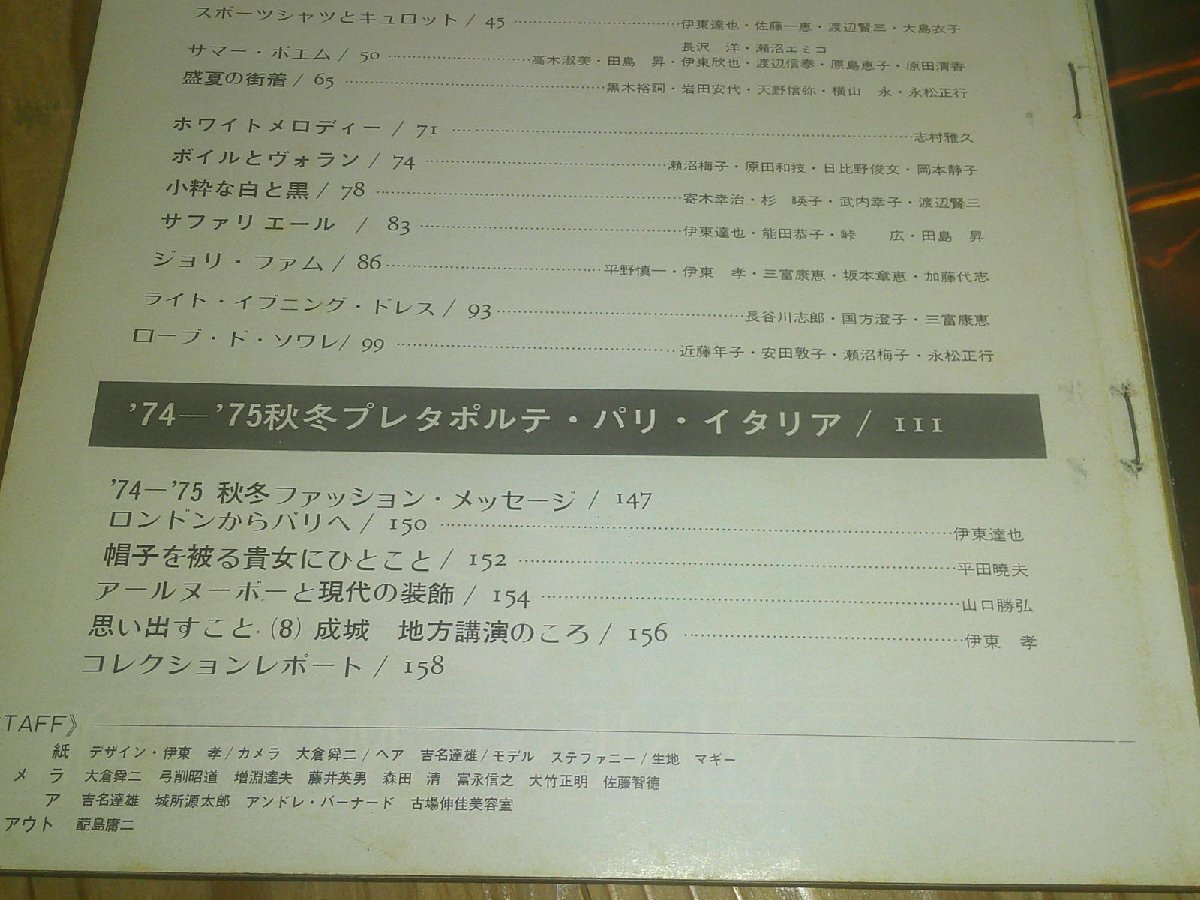 スポーツシャツとキュロット / 45 伊東達也・佐藤一恵・渡辺賢三・大島衣子
長沢 洋・瀬沼エミコ
サマー・ポエム / 50 高木淑美・田島 昇・伊東欣也・渡辺信泰・原島恵子・原田清香
盛夏の街着 / 65 黒木裕詞・岩田安代・天野信弥・横山 永・永松正行
ホワイトメロディー / 71 志村雅久
ボイルとヴォラン / 74 瀬沼梅子・原田和技・日比野俊文・岡本静子
小粋な白と黒 / 78 寄木幸治・杉 暎子・武内幸子・渡辺賢三
サファリエール / 83 伊東達也・能田恭子・峠 広・田島 昇
ジョリ・ファム / 86 平野慎一・伊東 孝・三富康恵・坂本章恵・加藤代志
ライト・イブニング・ドレス / 93 長谷川志郎・国方澄子・三富康恵
ローブ・ド・ソワレ / 99 近藤年子・安田敦子・瀬沼梅子・永松正行
'74—'75秋冬プレタポルテ・パリ・イタリア / 111
'74—'75 秋冬ファッション・メッセージ / 147
ロンドンからパリへ / 150 伊東達也
帽子を被る貴女にひとこと / 152 平田暁夫
アールヌーボーと現代の装飾 / 154 山口勝弘
思い出すこと (8) 成城 地方講演のころ / 156 伊東 孝
コレクションレポート / 158
TAFF》
紙 デザイン・伊東 孝/カメラ 大倉舜二/ヘア 吉名達雄/モデル ステファニー/生地 マギー
メラ 大倉舜二 弓削昭道 増淵達夫 藤井英男 森田 清 富永信之 大竹正明 佐藤智徳
ア 吉名達雄 城所源太郎 アンドレ・バーナード 古場伸佳美容室
アウト 島庸二